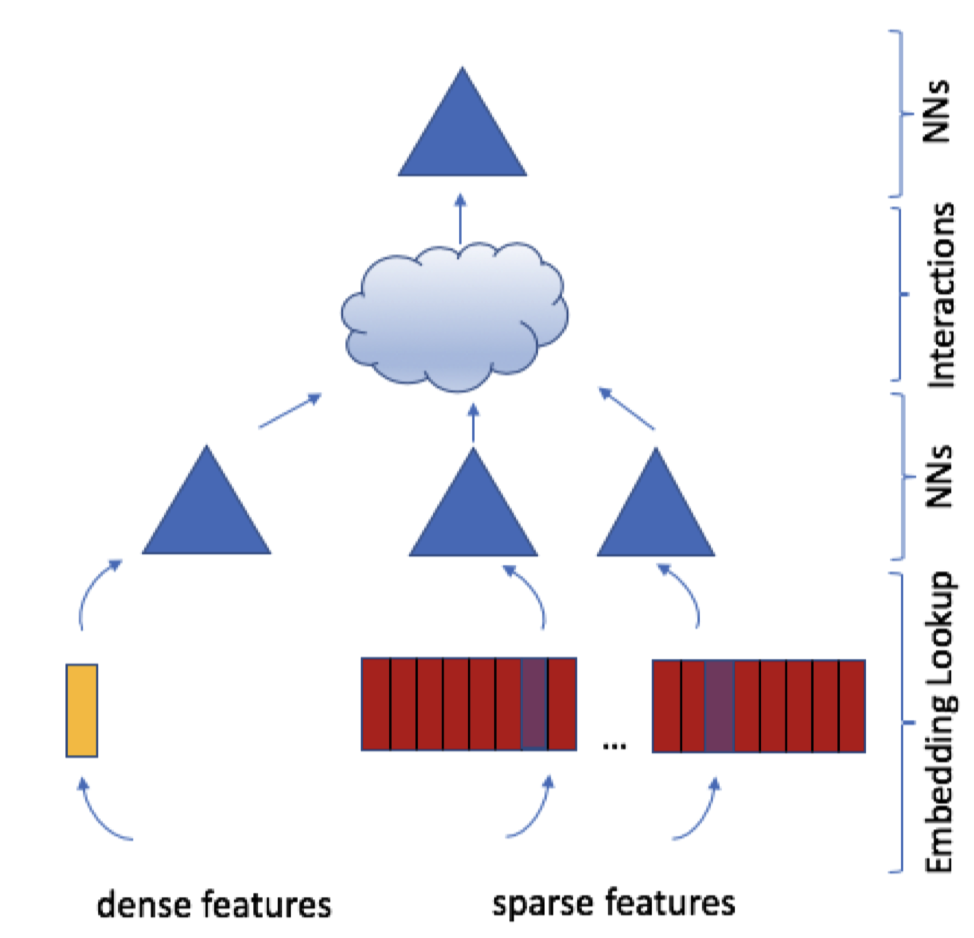 NNs
Interactions
NNs
Embedding Lookup
...
dense features
sparse features